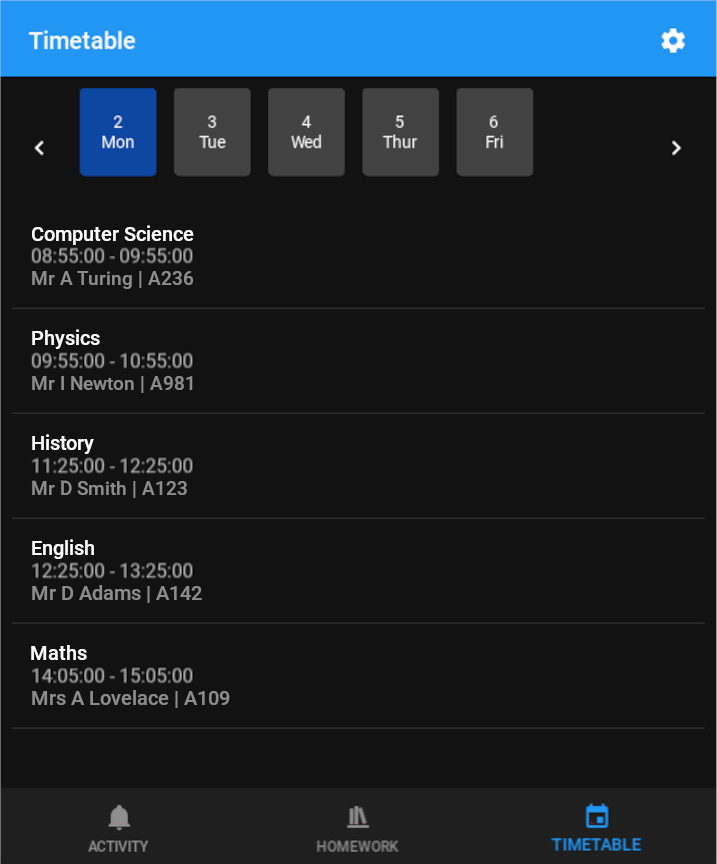 Timetable
2 3 4 5 6
Mon Tue Wed Thur Fri
Computer Science
08:55:00 - 09:55:00
Mr A Turing | A236
Physics
09:55:00 - 10:55:00
Mr I Newton | A981
History
11:25:00 - 12:25:00
Mr D Smith | A123
English
12:25:00 - 13:25:00
Mr D Adams | A142
Maths
14:05:00 - 15:05:00
Mrs A Lovelace | A109
ACTIVITY HOMEWORK TIMETABLE